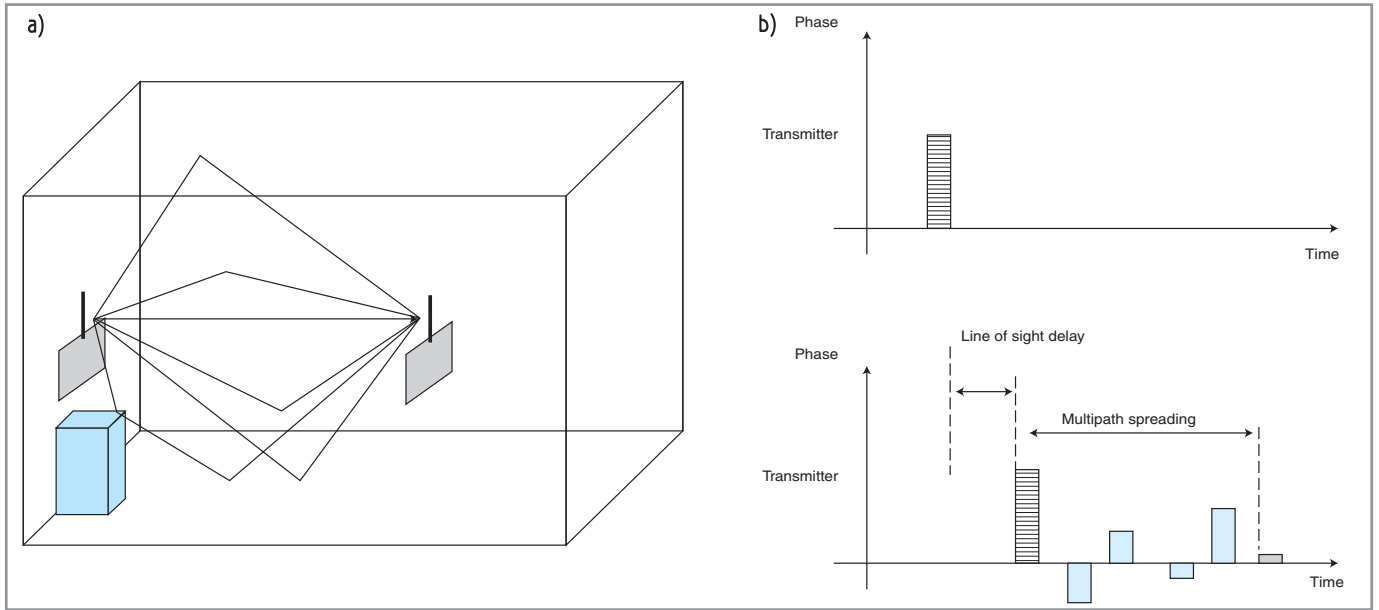 a)
b)
Phase
Transmitter
Time
Line of sight delay
Phase
Multipath spreading
Transmitter
Time